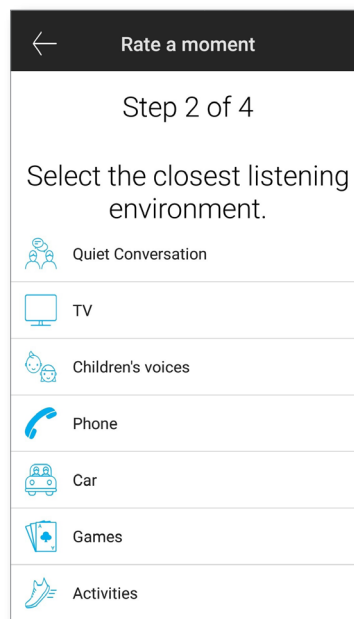 Rate a moment
Step 2 of 4
Select the closest listening
environment.
Quiet Conversation
TV
Children's voices
Phone
Car
Games
Activities